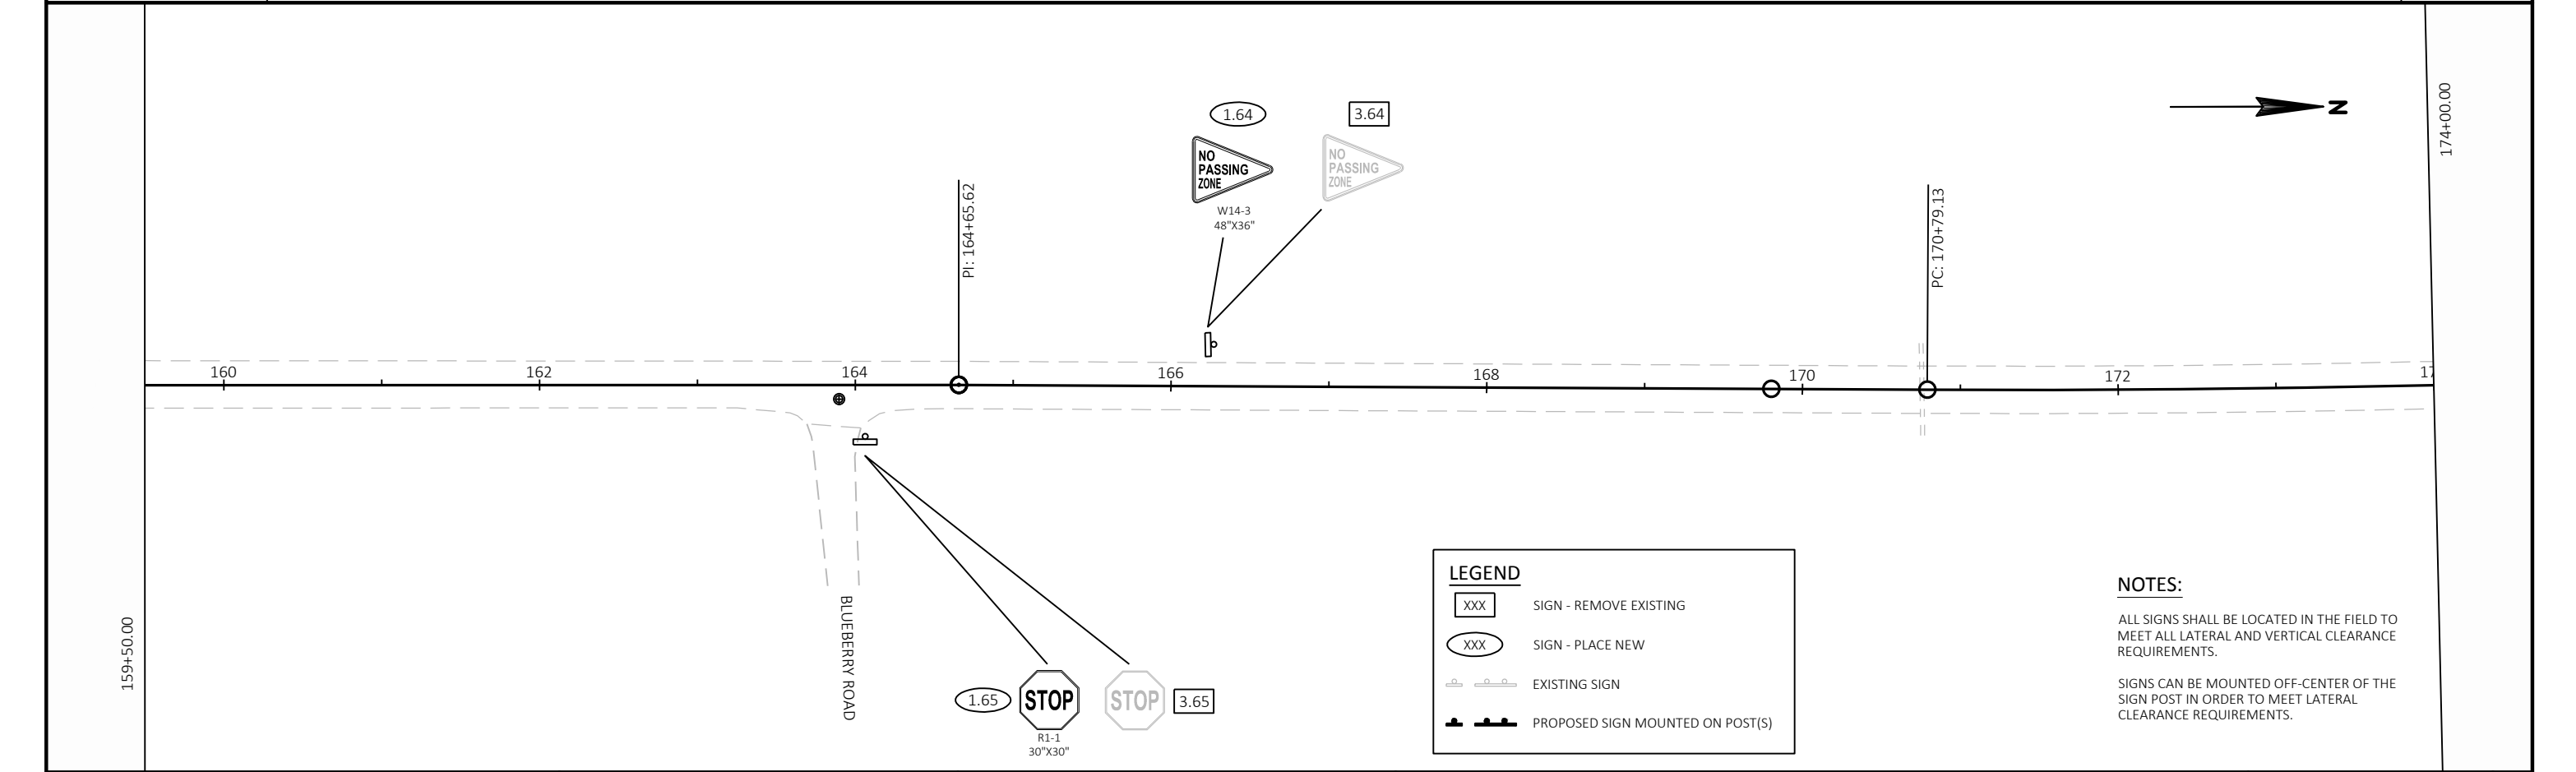 1.64
3.64
NO
PASSING
ZONE
NO
PASSING
ZONE
W14-3
48"X36"
N
174+00.00
PI: 164+65.62
PC: 170+79.13
160
162
164
166
168
170
172
17
159+50.00
BLUEBERRY ROAD
1.65
STOP
STOP
3.65
R1-1
30"X30"
LEGEND
XXX SIGN - REMOVE EXISTING
XXX SIGN - PLACE NEW
EXISTING SIGN
PROPOSED SIGN MOUNTED ON POST(S)
NOTES:
ALL SIGNS SHALL BE LOCATED IN THE FIELD TO
MEET ALL LATERAL AND VERTICAL CLEARANCE
REQUIREMENTS.
SIGNS CAN BE MOUNTED OFF-CENTER OF THE
SIGN POST IN ORDER TO MEET LATERAL
CLEARANCE REQUIREMENTS.